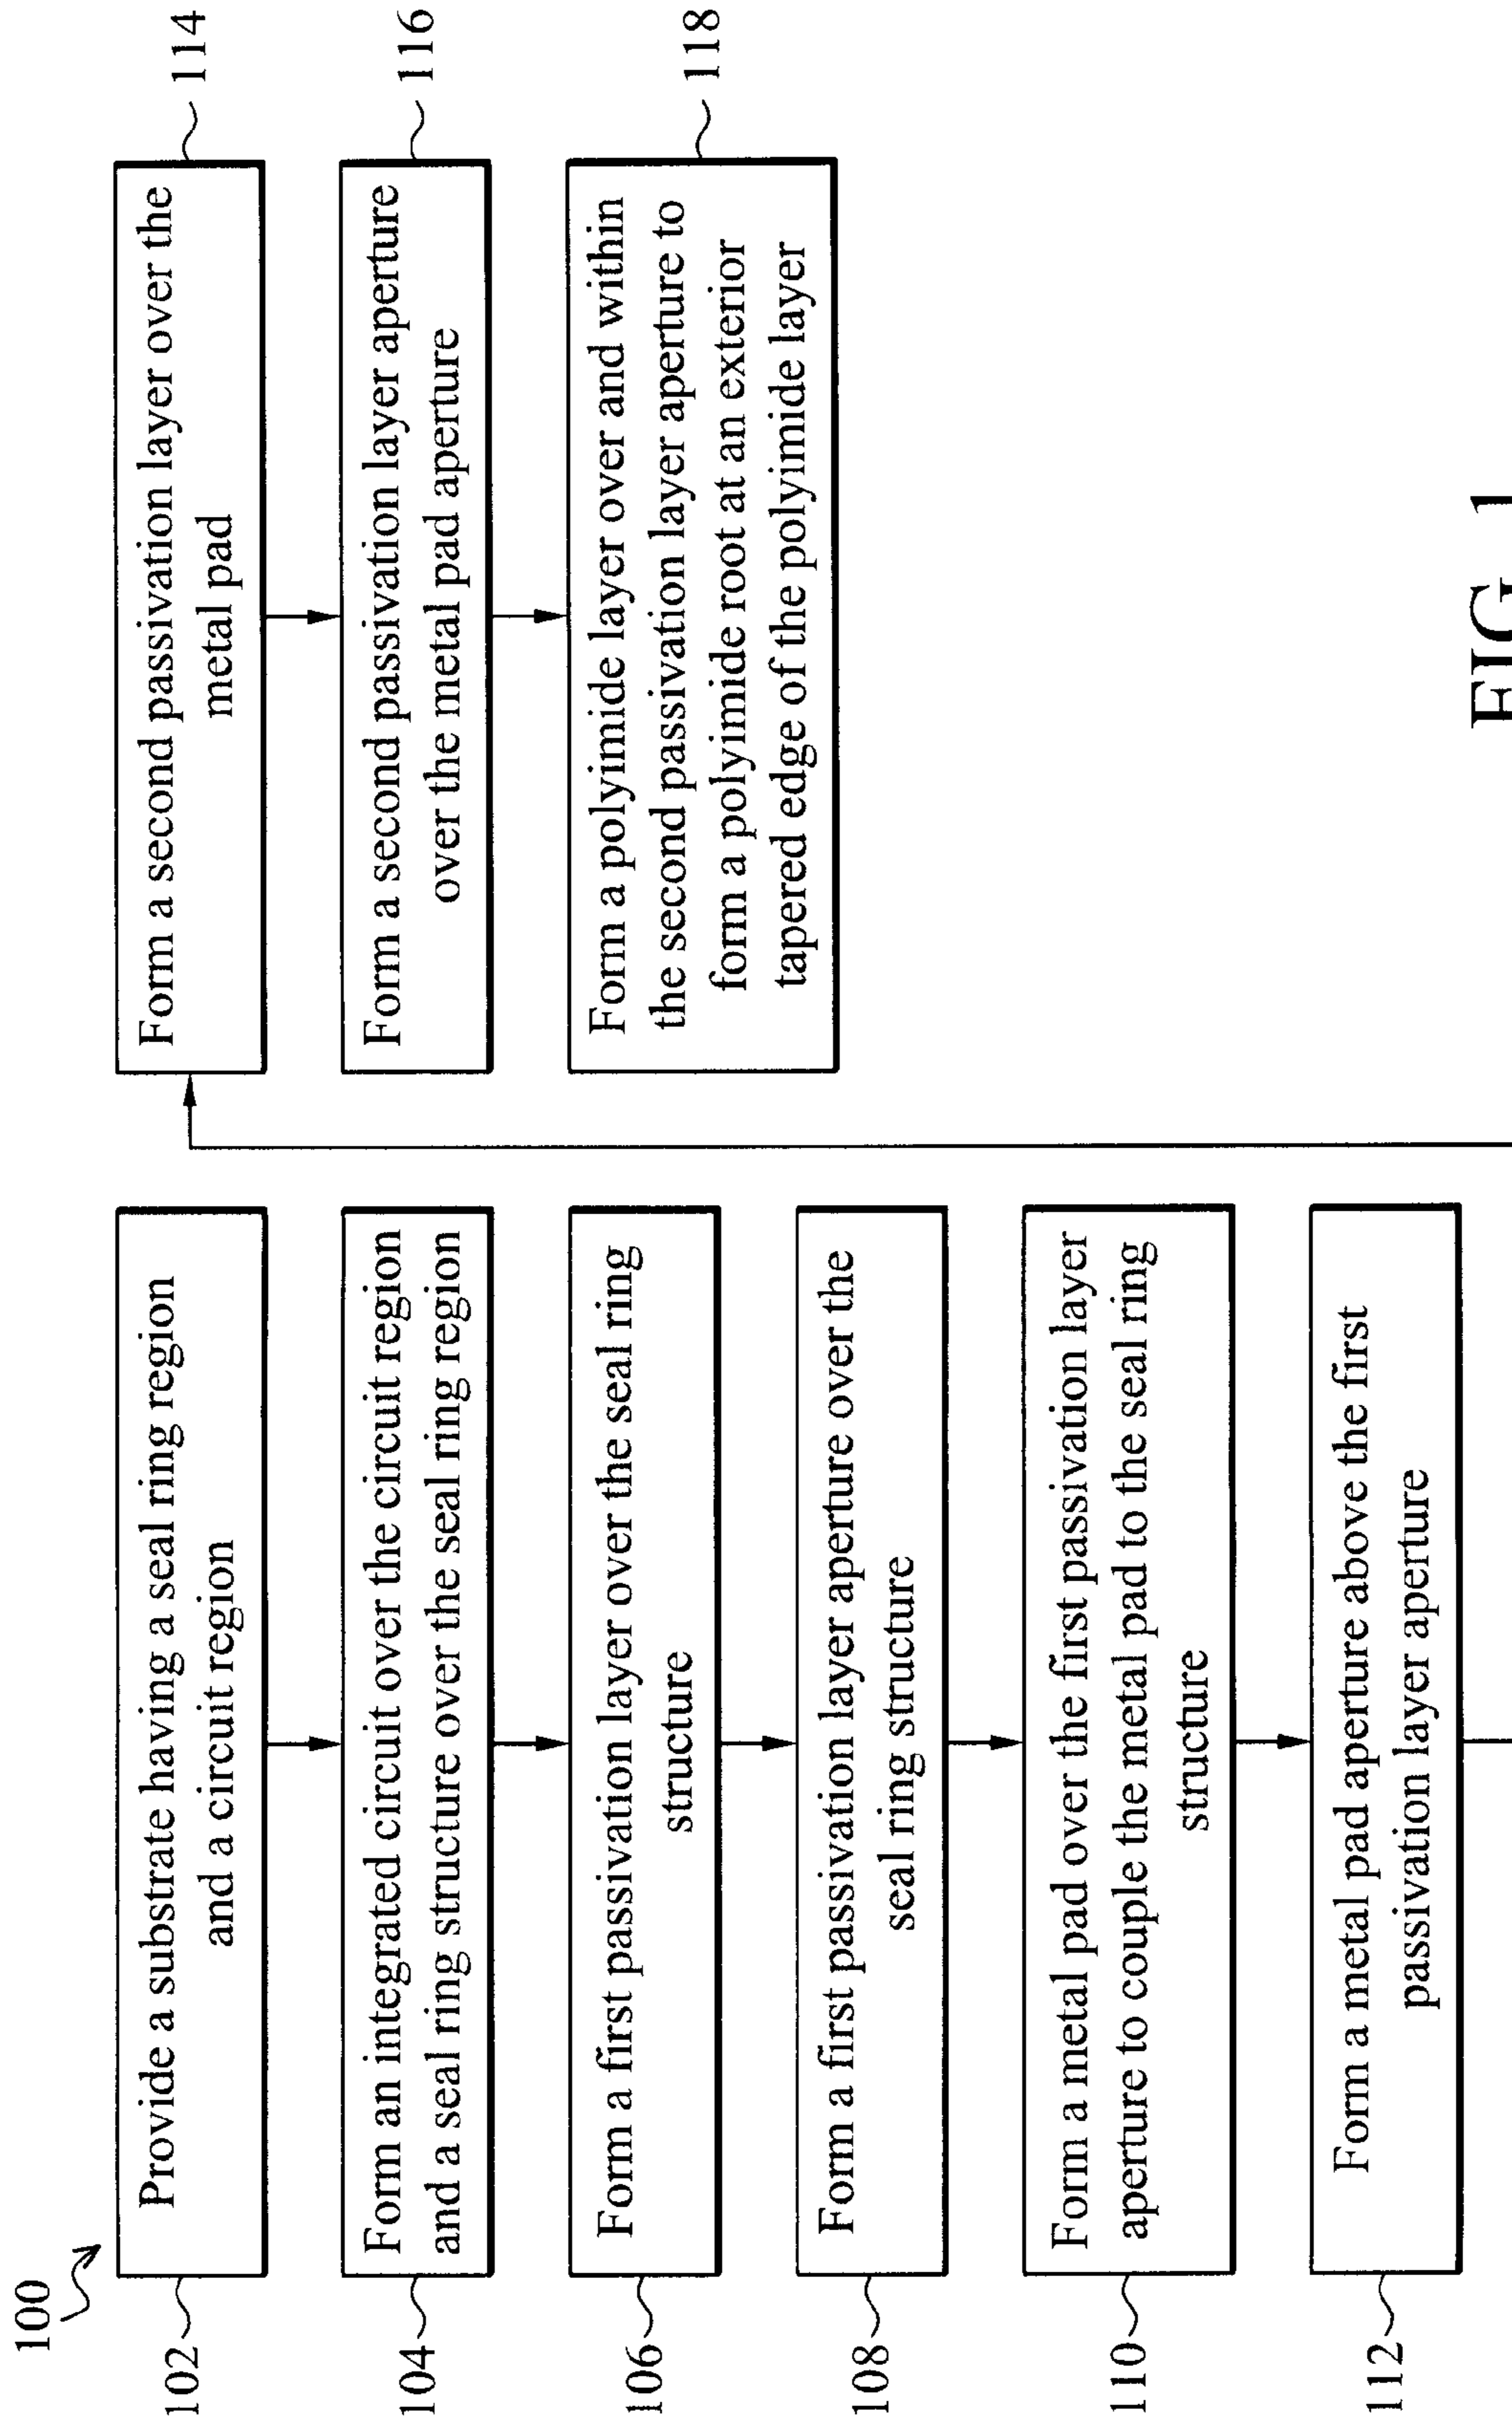 100
102
Provide a substrate having a seal ring region
and a circuit region
104
Form an integrated circuit over the circuit region
and a seal ring structure over the seal ring region
106
Form a first passivation layer over the seal ring
structure
108
Form a first passivation layer aperture over the
seal ring structure
110
Form a metal pad over the first passivation layer
aperture to couple the metal pad to the seal ring
structure
112
Form a metal pad aperture above the first
passivation layer aperture
Form a second passivation layer over the
metal pad
114
Form a second passivation layer aperture
over the metal pad aperture
116
Form a polyimide layer over and within
the second passivation layer aperture to
form a polyimide root at an exterior
tapered edge of the polyimide layer
118
FIG. 1